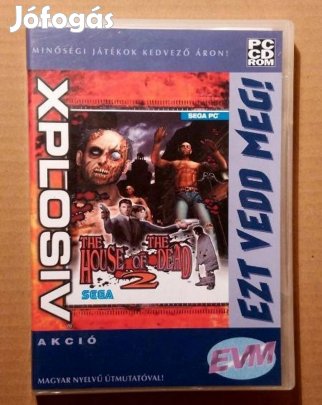 Jófogás
MINŐSÉGI JÁTÉKOK KEDVEZŐ ÁRON!
PC
CD
ROM
XPLOSIV
SEGA PC
THE HOUSE OF THE DEAD
2
SEGA
EZT VEDD MEG!
AKCIÓ
EVM
MAGYAR NYELVŰ ÚTMUTATÓVAL!